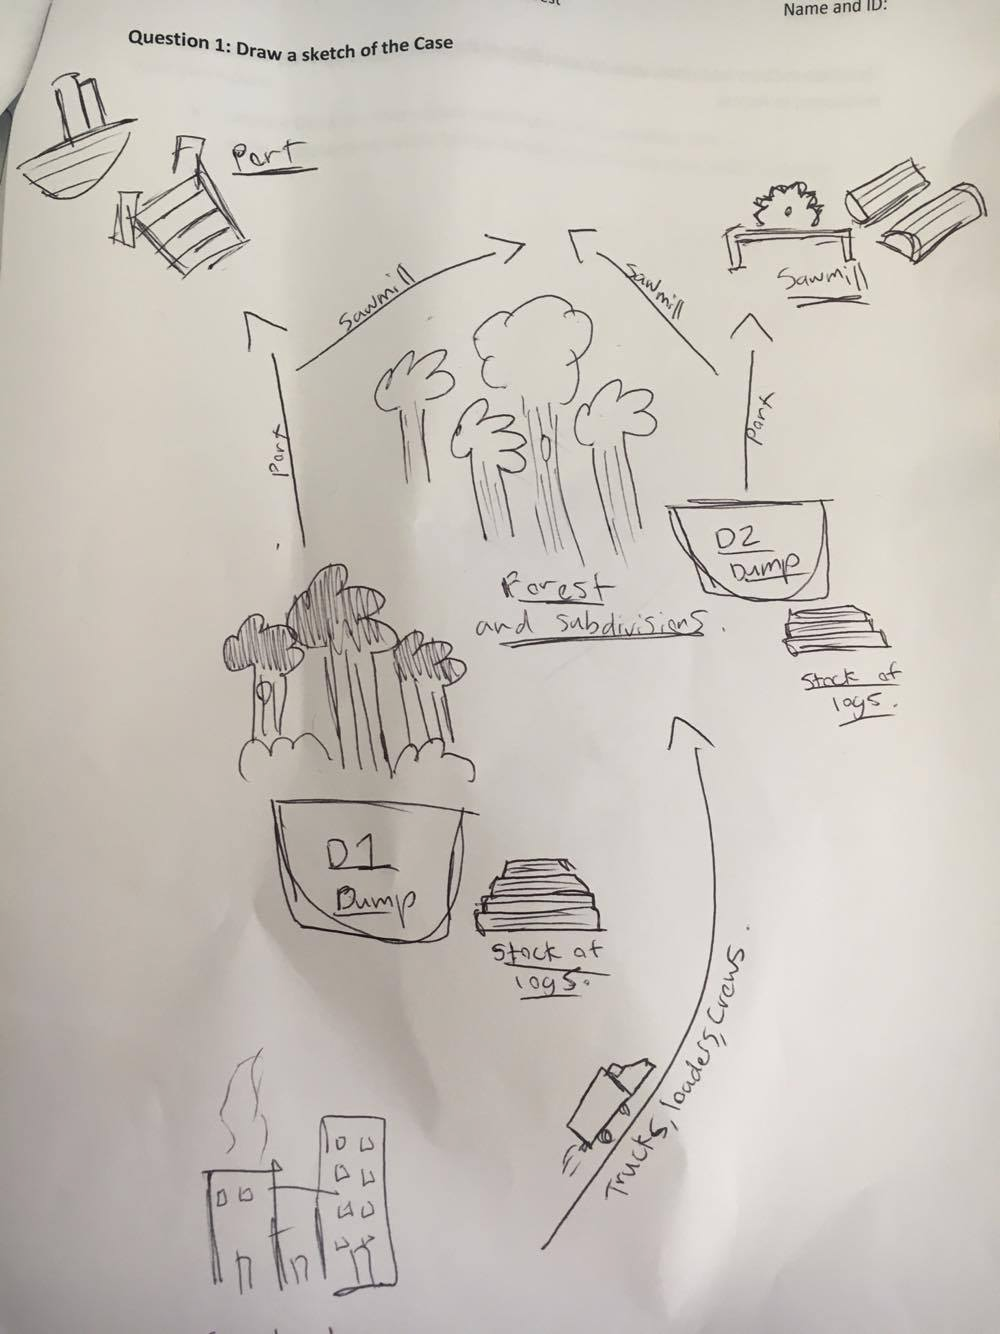 Name and ID:
Question 1: Draw a sketch of the Case
Port
Sawmill
Sawmill
Sawmill
Port
Port
D2
Dump
Forest
and subdivisions.
Stock of
logs.
D1
Dump
Stock of
logs.
Trucks, loaders, crews.